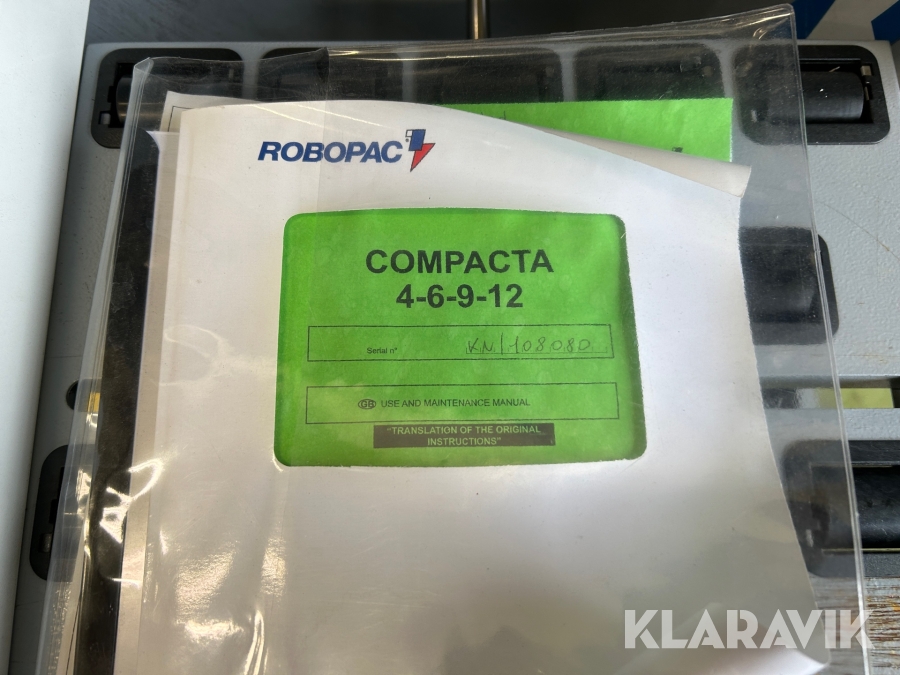 ROBOPAC
COMPACTA
4-6-9-12
Serial n° KN/108080
GB USE AND MAINTENANCE MANUAL
"TRANSLATION OF THE ORIGINAL
INSTRUCTIONS"
KLARAVIK